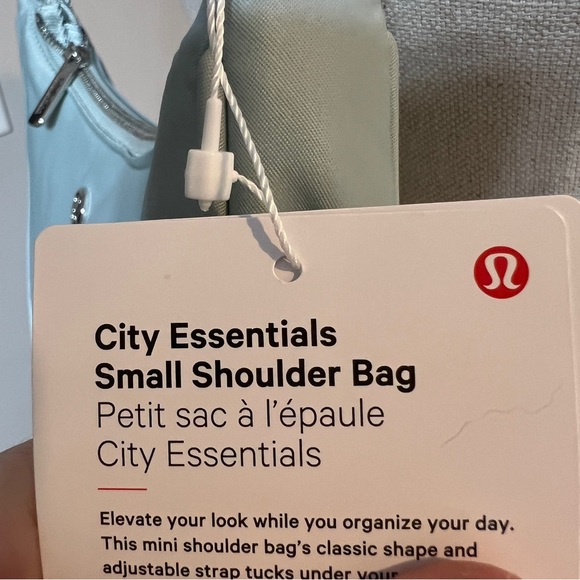 City Essentials
Small Shoulder Bag
Petit sac à l'épaule
City Essentials
Elevate your look while you organize your day.
This mini shoulder bag's classic shape and
adjustable strap tucks under your